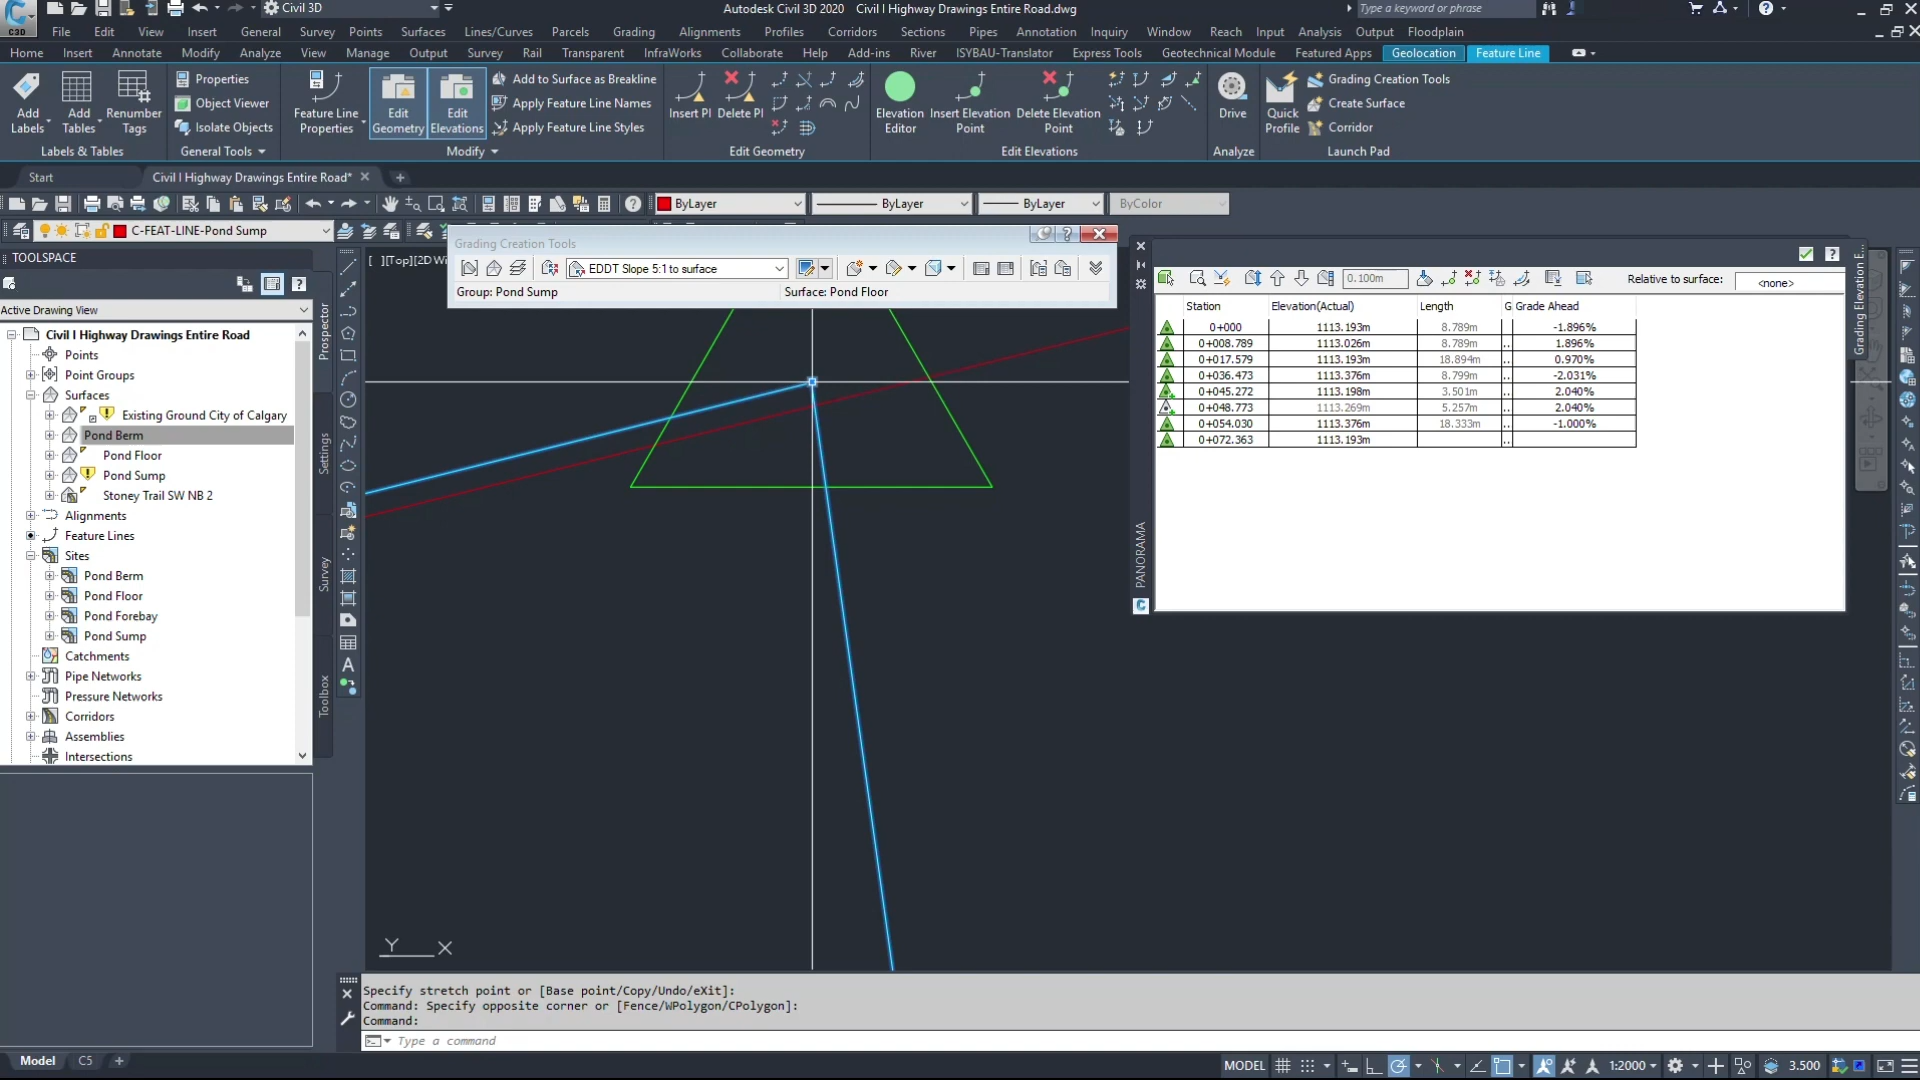 Civil 3D
Autodesk Civil 3D 2020 Civil I Highway Drawings Entire Road.dwg
Type a keyword or phrase
C3D
File Edit View Insert General Survey Points Surfaces Lines/Curves Parcels Grading Alignments Profiles Corridors Sections Pipes Annotation Inquiry Window Reach Input Analysis Output Floodplain
Home Insert Annotate Modify Analyze View Manage Output Survey Rail Transparent InfraWorks Collaborate Help Add-ins River ISYBAU-Translator Express Tools Geotechnical Module Featured Apps Geolocation Feature Line
Add Labels
Add Tables
Renumber Tags
Properties
Object Viewer
Isolate Objects
Feature Line Properties
Edit Geometry
Edit Elevations
Add to Surface as Breakline
Apply Feature Line Names
Apply Feature Line Styles
Insert PI
Delete PI
Elevation Editor
Insert Elevation Point
Delete Elevation Point
Drive
Quick Profile
Grading Creation Tools
Create Surface
Corridor
Labels & Tables
General Tools
Modify
Edit Geometry
Edit Elevations
Analyze
Launch Pad
Start
Civil I Highway Drawings Entire Road*
ByLayer
ByLayer
ByLayer
ByColor
C-FEAT-LINE-Pond Sump
TOOLSPACE
Active Drawing View
Civil I Highway Drawings Entire Road
Points
Point Groups
Surfaces
Existing Ground City of Calgary
Pond Berm
Pond Floor
Pond Sump
Stoney Trail SW NB 2
Alignments
Feature Lines
Sites
Pond Berm
Pond Floor
Pond Forebay
Pond Sump
Catchments
Pipe Networks
Pressure Networks
Corridors
Assemblies
Intersections
Prospector
Settings
Survey
Toolbox
[ ][Top][2D Wi
Grading Creation Tools
EDDT Slope 5:1 to surface
Group: Pond Sump
Surface: Pond Floor
0.100m
Relative to surface:
<none>
Station Elevation(Actual) Length G Grade Ahead
0+000 1113.193m 8.789m -1.896%
0+008.789 1113.026m 8.789m .. 1.896%
0+017.579 1113.193m 18.894m .. 0.970%
0+036.473 1113.376m 8.799m .. -2.031%
0+045.272 1113.198m 3.501m .. 2.040%
0+048.773 1113.269m 5.257m .. 2.040%
0+054.030 1113.376m 18.333m .. -1.000%
0+072.363 1113.193m ..
PANORAMA
Grading Elevation E...
Y X
Specify stretch point or [Base point/Copy/Undo/eXit]:
Command: Specify opposite corner or [Fence/WPolygon/CPolygon]:
Command:
Type a command
Model C5 +
MODEL
1:2000
3.500